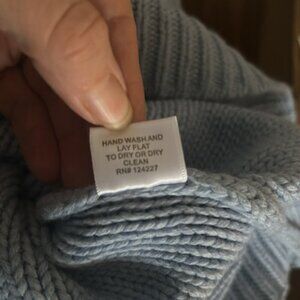 HAND WASH AND
LAY FLAT
TO DRY OR DRY
CLEAN
RN# 124227